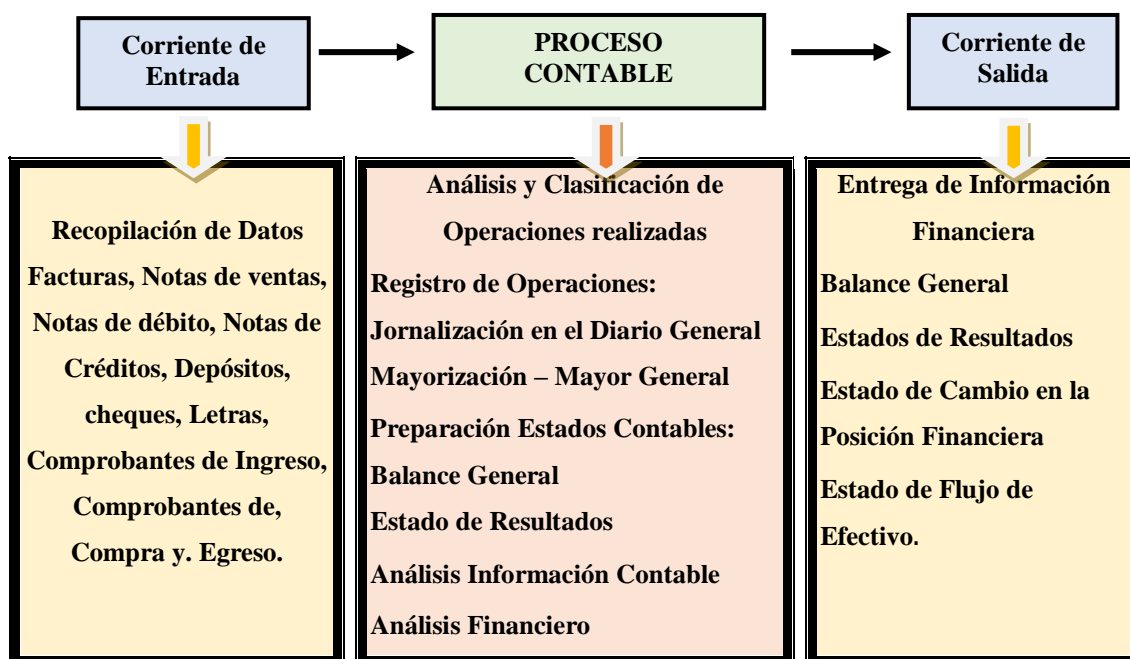 Corriente de
Entrada
PROCESO
CONTABLE
Corriente de
Salida
Recopilación de Datos
Facturas, Notas de ventas,
Notas de débito, Notas de
Créditos, Depósitos,
cheques, Letras,
Comprobantes de Ingreso,
Comprobantes de,
Compra y. Egreso.
Análisis y Clasificación de
Operaciones realizadas
Registro de Operaciones:
Jornalización en el Diario General
Mayorización – Mayor General
Preparación Estados Contables:
Balance General
Estado de Resultados
Análisis Información Contable
Análisis Financiero
Entrega de Información
Financiera
Balance General
Estados de Resultados
Estado de Cambio en la
Posición Financiera
Estado de Flujo de
Efectivo.